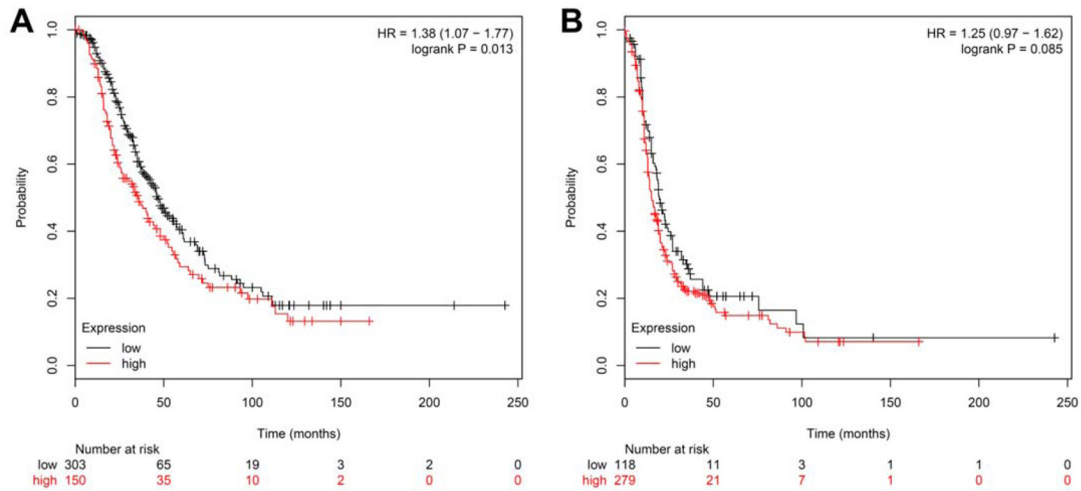 A
HR = 1.38 (1.07 − 1.77)
logrank P = 0.013
Probability
1.0
0.8
0.6
0.4
0.2
0.0
Expression
low
high
0 50 100 150 200 250
Time (months)
Number at risk
low 303 65 19 3 2 0
high 150 35 10 2 0 0
B
HR = 1.25 (0.97 − 1.62)
logrank P = 0.085
Probability
1.0
0.8
0.6
0.4
0.2
0.0
Expression
low
high
0 50 100 150 200 250
Time (months)
Number at risk
low 118 11 3 1 1 0
high 279 21 7 1 0 0